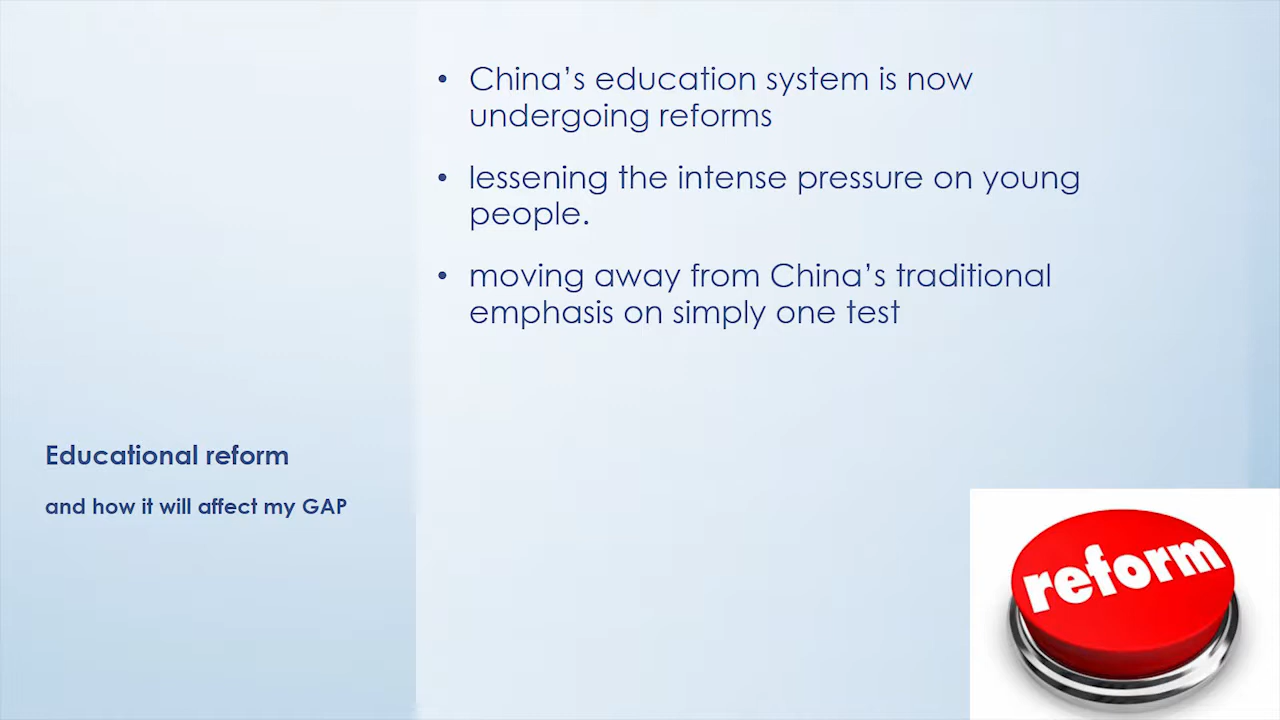 • China’s education system is now
undergoing reforms
• lessening the intense pressure on young
people.
• moving away from China’s traditional
emphasis on simply one test
Educational reform
and how it will affect my GAP
reform